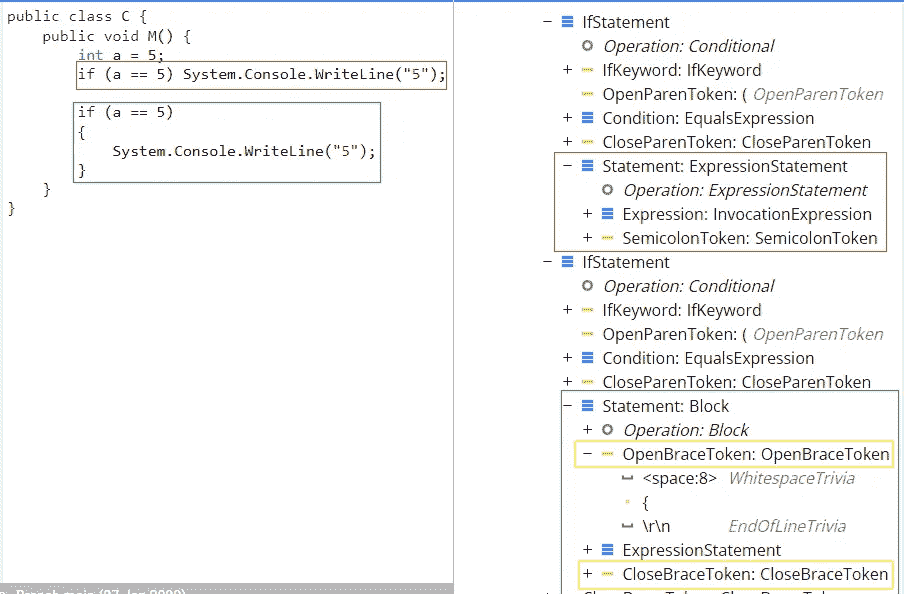 public class C {
public void M() {
int a = 5;
if (a == 5) System.Console.WriteLine("5");
if (a == 5)
{
System.Console.WriteLine("5");
}
}
}
− IfStatement
Operation: Conditional
+ IfKeyword: IfKeyword
OpenParenToken: ( OpenParenToken
+ Condition: EqualsExpression
+ CloseParenToken: CloseParenToken
− Statement: ExpressionStatement
Operation: ExpressionStatement
+ Expression: InvocationExpression
+ SemicolonToken: SemicolonToken
− IfStatement
Operation: Conditional
+ IfKeyword: IfKeyword
OpenParenToken: ( OpenParenToken
+ Condition: EqualsExpression
+ CloseParenToken: CloseParenToken
− Statement: Block
+ Operation: Block
− OpenBraceToken: OpenBraceToken
<space:8> WhitespaceTrivia
{
\r\n EndOfLineTrivia
+ ExpressionStatement
+ CloseBraceToken: CloseBraceToken